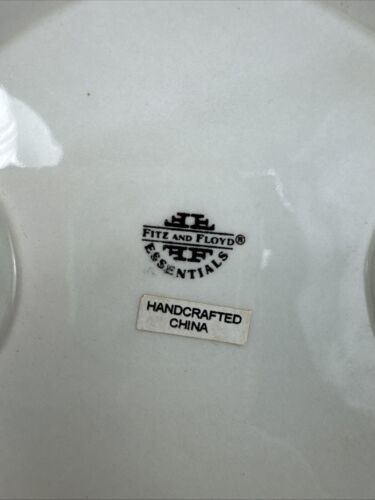 FITZ AND FLOYD®
ESSENTIALS
HANDCRAFTED
CHINA